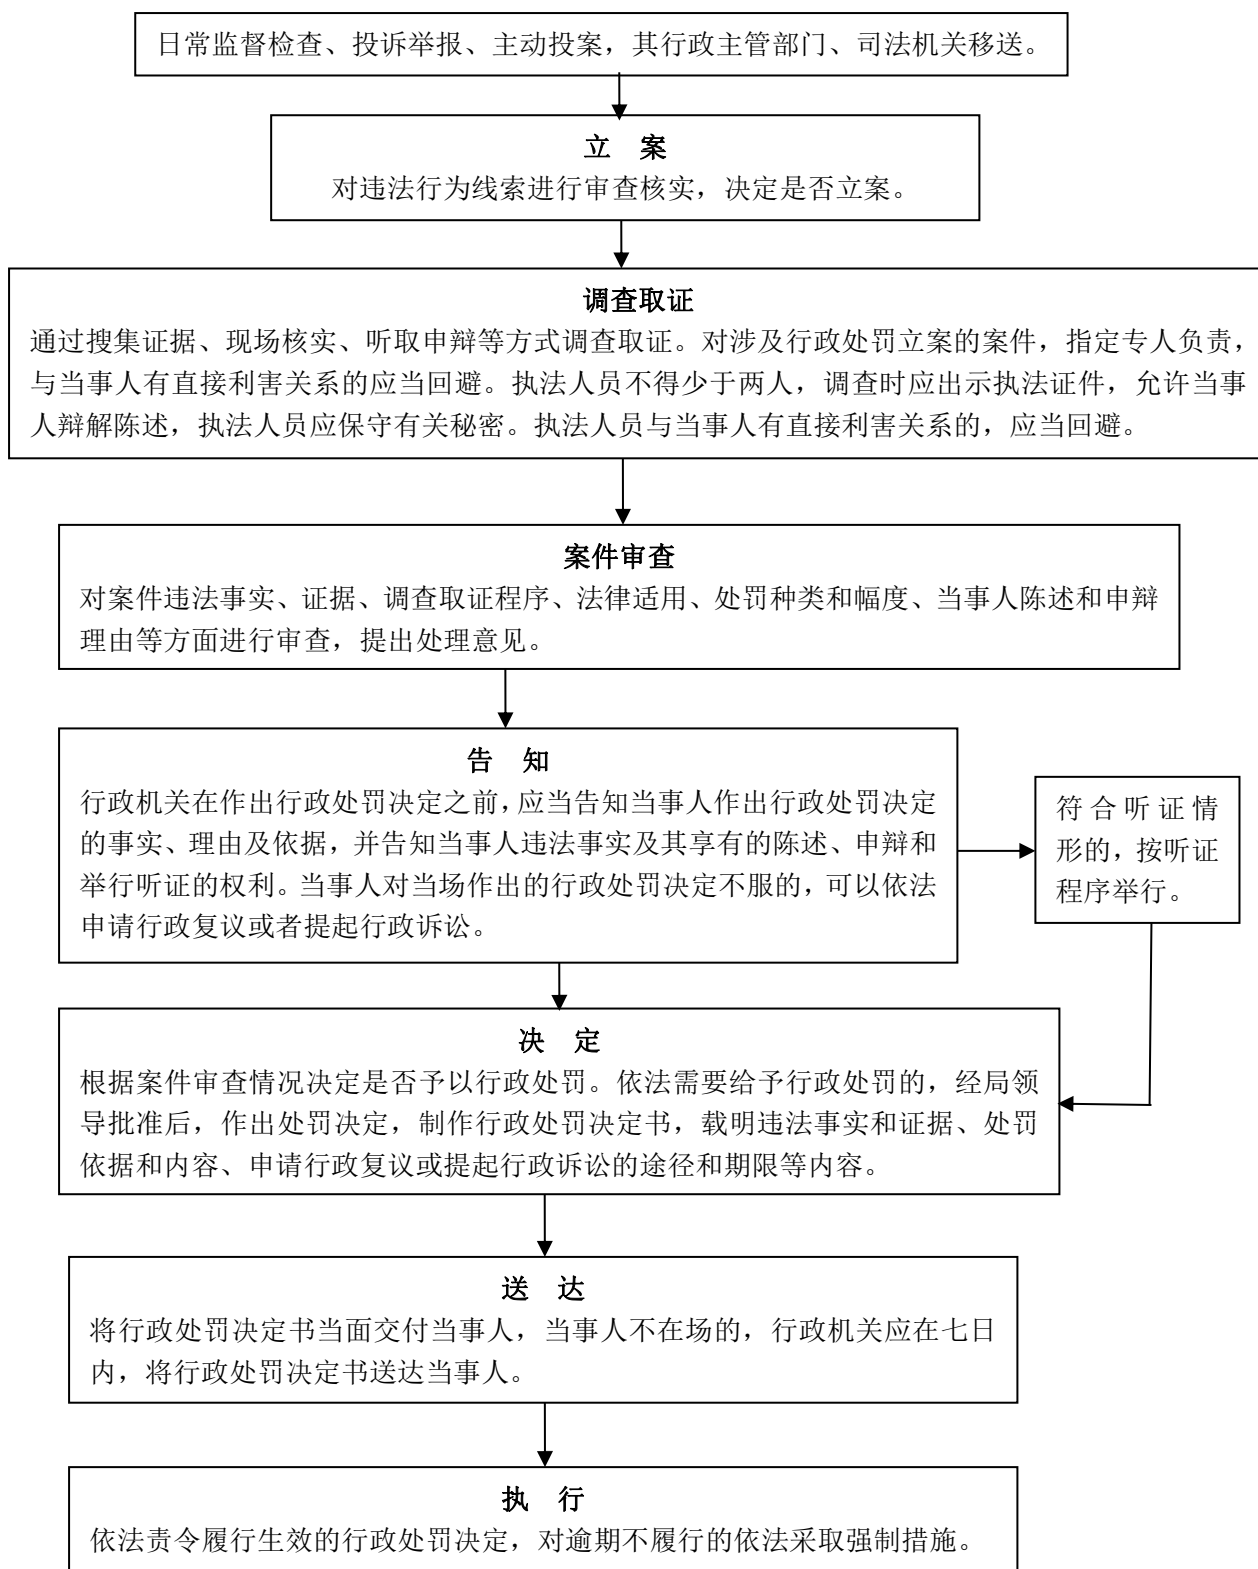 日常监督检查、投诉举报、主动投案，其行政主管部门、司法机关移送。
立 案
对违法行为线索进行审查核实，决定是否立案。
调查取证
通过搜集证据、现场核实、听取申辩等方式调查取证。对涉及行政处罚立案的案件，指定专人负责，
与当事人有直接利害关系的应当回避。执法人员不得少于两人，调查时应出示执法证件，允许当事
人辩解陈述，执法人员应保守有关秘密。执法人员与当事人有直接利害关系的，应当回避。
案件审查
对案件违法事实、证据、调查取证程序、法律适用、处罚种类和幅度、当事人陈述和申辩
理由等方面进行审查，提出处理意见。
告 知
行政机关在作出行政处罚决定之前，应当告知当事人作出行政处罚决定
的事实、理由及依据，并告知当事人违法事实及其享有的陈述、申辩和
举行听证的权利。当事人对当场作出的行政处罚决定不服的，可以依法
申请行政复议或者提起行政诉讼。
符合听证情
形的，按听证
程序举行。
决 定
根据案件审查情况决定是否予以行政处罚。依法需要给予行政处罚的，经局领
导批准后，作出处罚决定，制作行政处罚决定书，载明违法事实和证据、处罚
依据和内容、申请行政复议或提起行政诉讼的途径和期限等内容。
送 达
将行政处罚决定书当面交付当事人，当事人不在场的，行政机关应在七日
内，将行政处罚决定书送达当事人。
执 行
依法责令履行生效的行政处罚决定，对逾期不履行的依法采取强制措施。